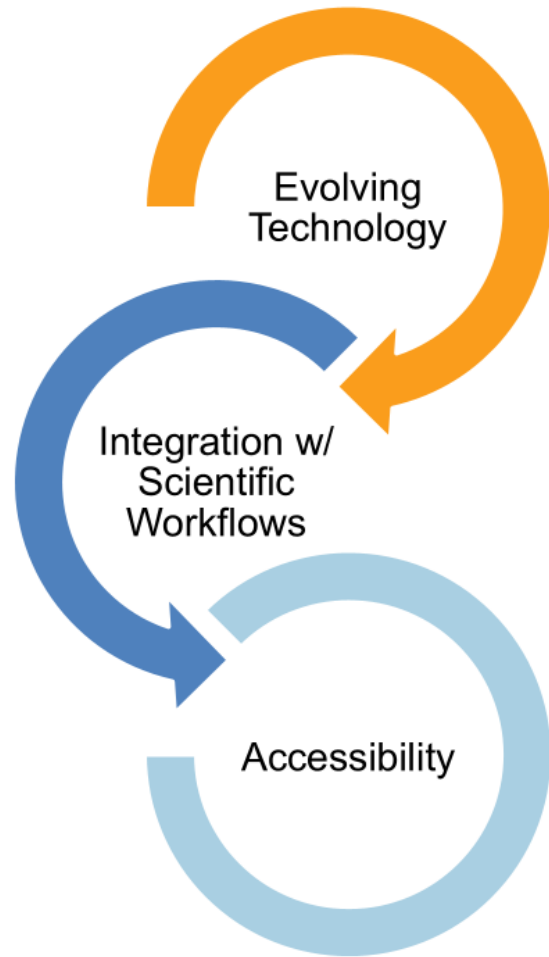 Evolving
Technology
Integration w/
Scientific
Workflows
Accessibility